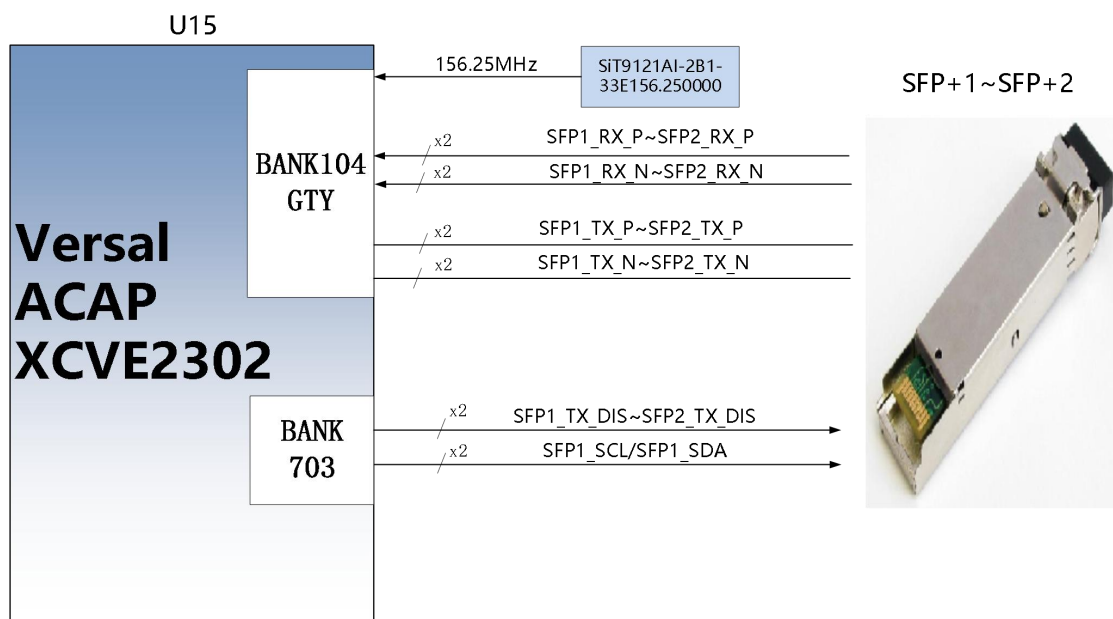 U15
156.25MHz
SiT9121AI-2B1-
33E156.250000
SFP+1~SFP+2
x2
SFP1_RX_P~SFP2_RX_P
BANK104
GTY
x2
SFP1_RX_N~SFP2_RX_N
Versal
ACAP
XCVE2302
x2
SFP1_TX_P~SFP2_TX_P
x2
SFP1_TX_N~SFP2_TX_N
BANK
703
x2
SFP1_TX_DIS~SFP2_TX_DIS
x2
SFP1_SCL/SFP1_SDA